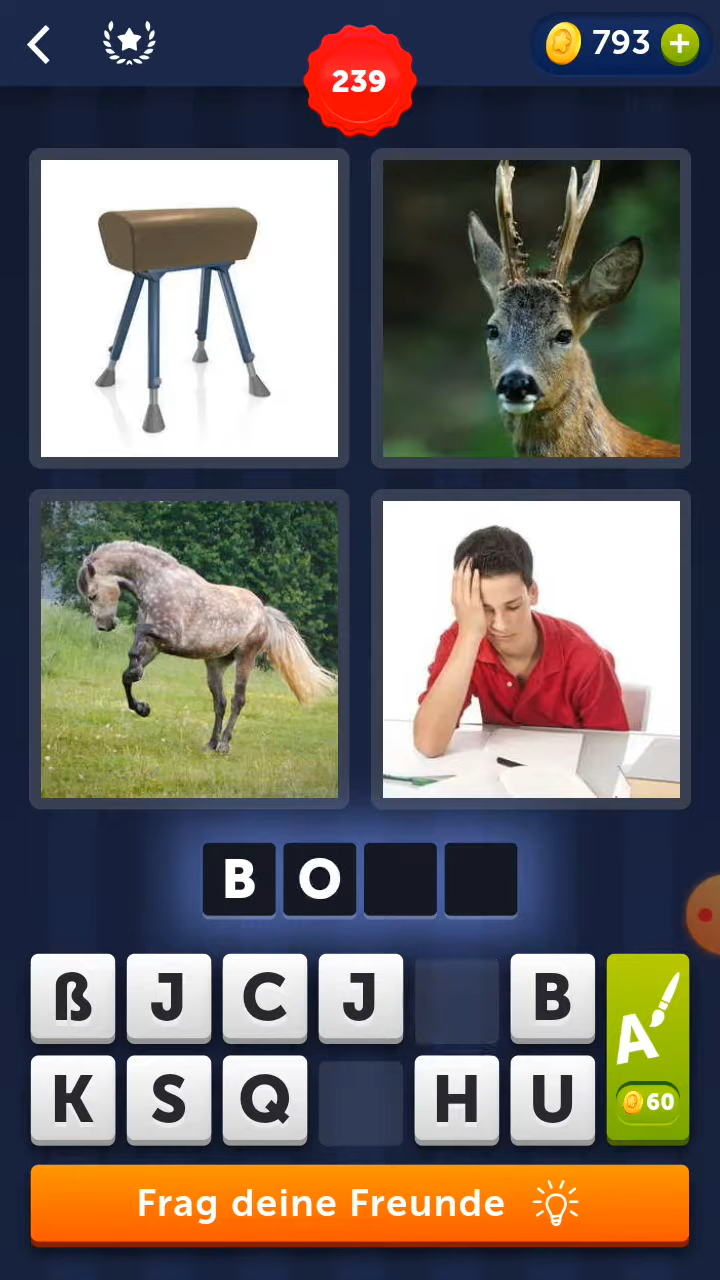 793 +
239
B O
ß J C J B
K S Q H U
A
60
Frag deine Freunde